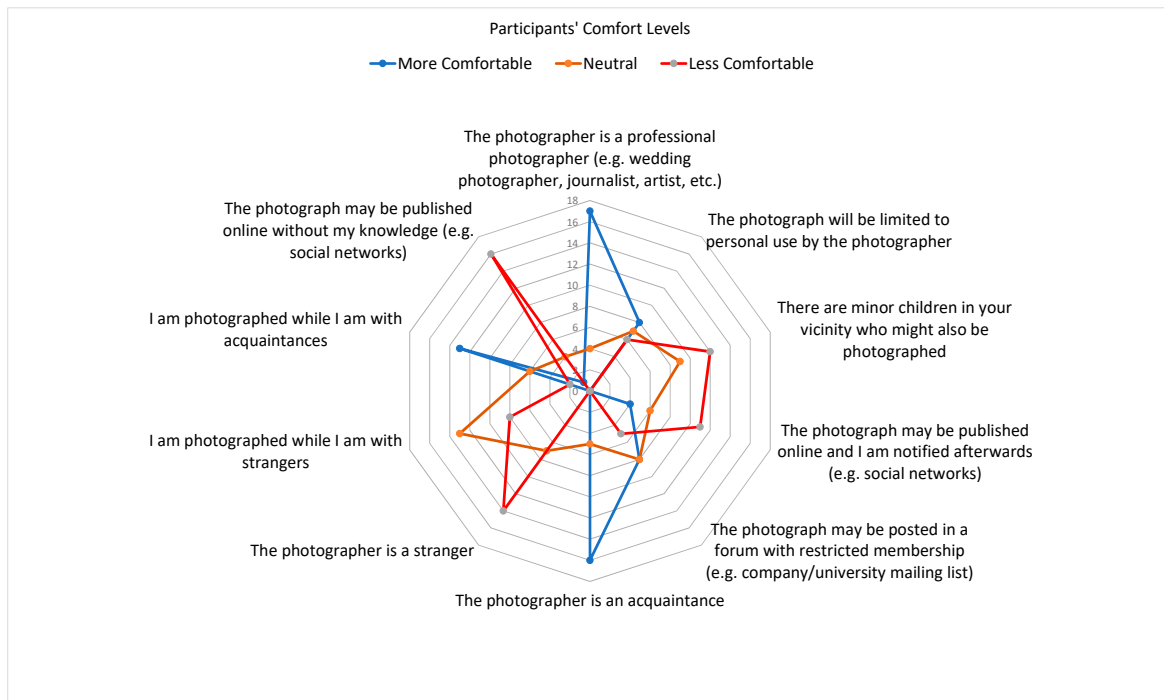 Participants' Comfort Levels
More Comfortable
Neutral
Less Comfortable
The photographer is a professional
photographer (e.g. wedding
photographer, journalist, artist, etc.)
The photograph will be limited to
personal use by the photographer
There are minor children in your
vicinity who might also be
photographed
The photograph may be published
online and I am notified afterwards
(e.g. social networks)
The photograph may be posted in a
forum with restricted membership
(e.g. company/university mailing list)
The photographer is an acquaintance
The photographer is a stranger
I am photographed while I am with
strangers
I am photographed while I am with
acquaintances
The photograph may be published
online without my knowledge (e.g.
social networks)
18
16
14
12
10
8
6
4
2
0